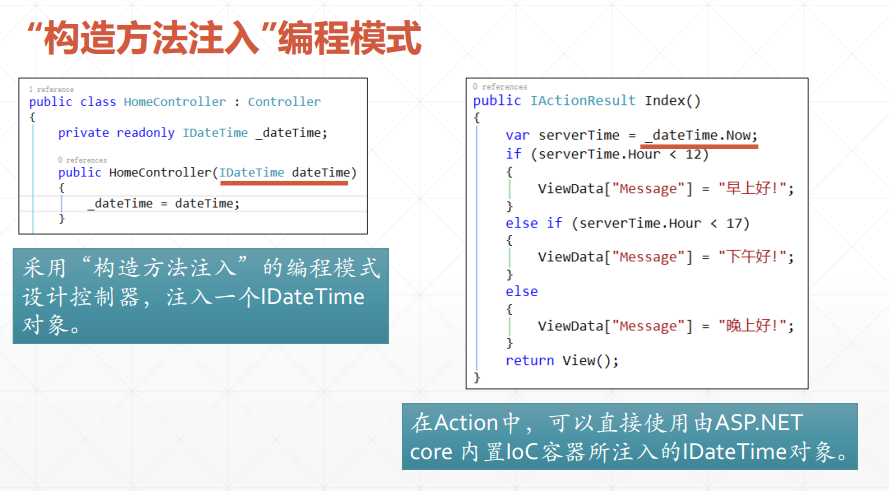 “构造方法注入”编程模式
1 reference
public class HomeController : Controller
{
private readonly IDateTime _dateTime;
0 references
public HomeController(IDateTime dateTime)
{
_dateTime = dateTime;
}
采用“构造方法注入”的编程模式
设计控制器，注入一个IDateTime
对象。
0 references
public IActionResult Index()
{
var serverTime = _dateTime.Now;
if (serverTime.Hour < 12)
{
ViewData["Message"] = "早上好!";
}
else if (serverTime.Hour < 17)
{
ViewData["Message"] = "下午好!";
}
else
{
ViewData["Message"] = "晚上好!";
}
return View();
}
在Action中，可以直接使用由ASP.NET
core 内置IoC容器所注入的IDateTime对象。